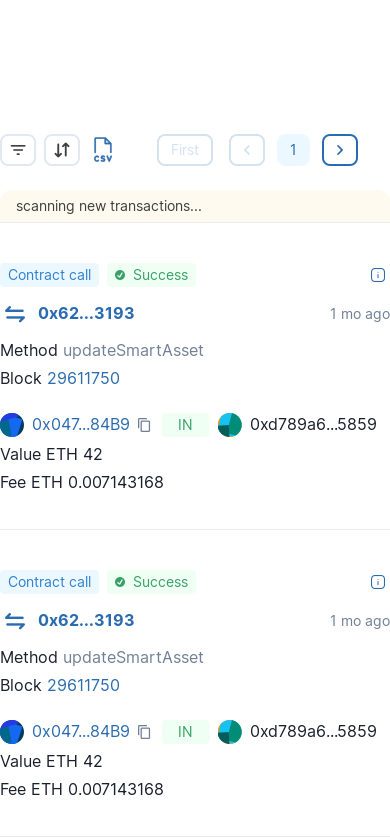 CSV
First
1
scanning new transactions...
Contract call
Success
0x62...3193
1 mo ago
Method updateSmartAsset
Block 29611750
0x047...84B9
IN
0xd789a6...5859
Value ETH 42
Fee ETH 0.007143168
Contract call
Success
0x62...3193
1 mo ago
Method updateSmartAsset
Block 29611750
0x047...84B9
IN
0xd789a6...5859
Value ETH 42
Fee ETH 0.007143168